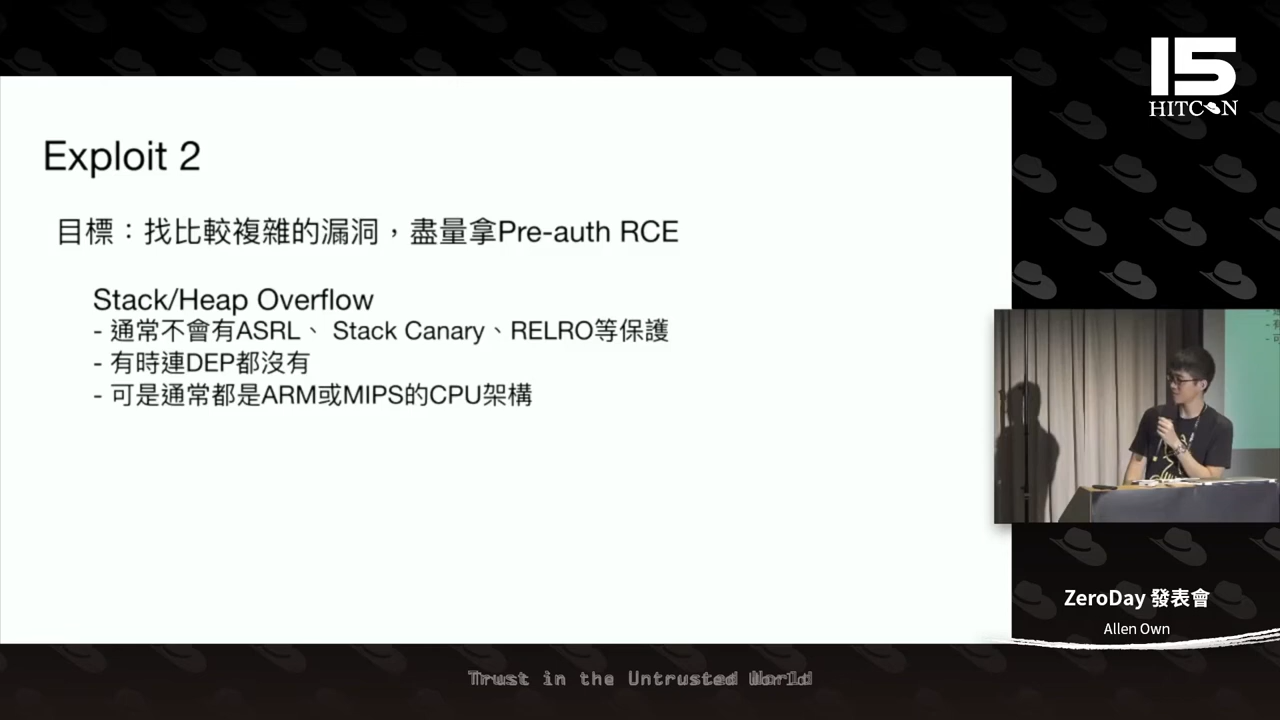 15
HITCON
Exploit 2
目標：找比較複雜的漏洞，盡量拿Pre-auth RCE
Stack/Heap Overflow
- 通常不會有ASRL、 Stack Canary、RELRO等保護
- 有時連DEP都沒有
- 可是通常都是ARM或MIPS的CPU架構
ZeroDay 發表會
Allen Own
Trust in the Untrusted World